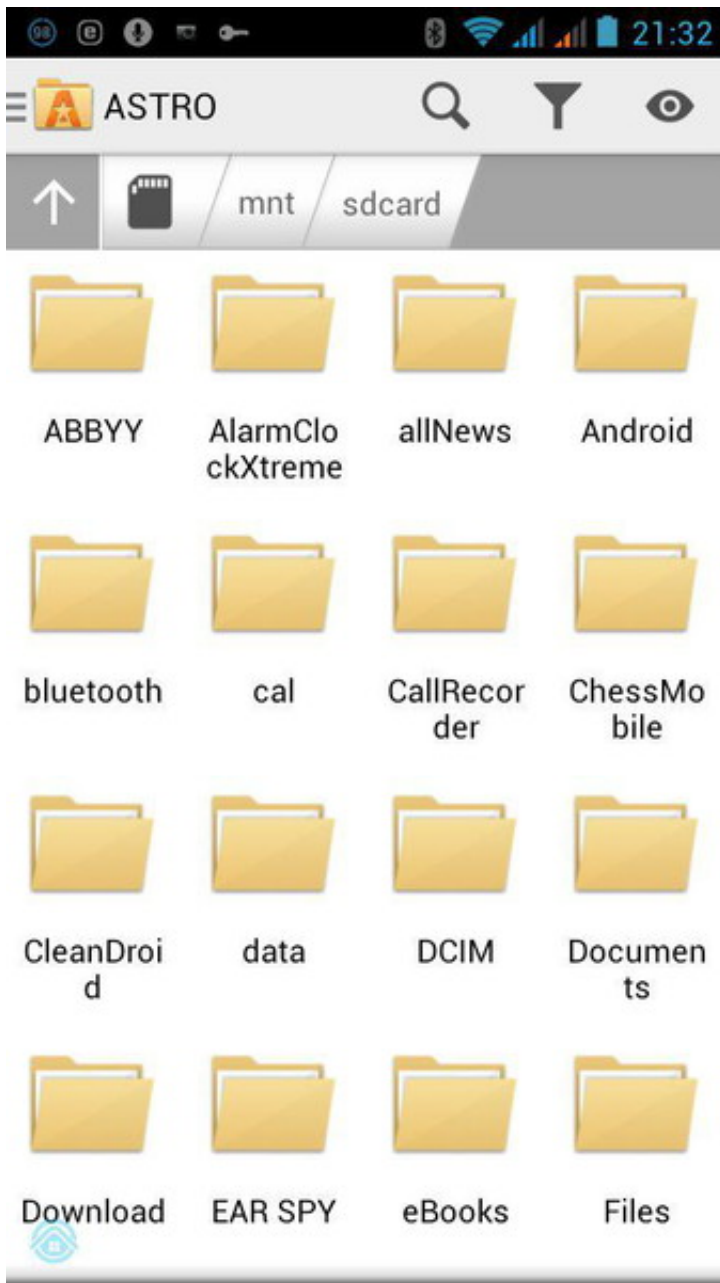 98 e 21:32
ASTRO
mnt sdcard
ABBYY AlarmClo allNews Android
ckXtreme
bluetooth cal CallRecor ChessMo
der bile
CleanDroi data DCIM Documen
d ts
Download EAR SPY eBooks Files